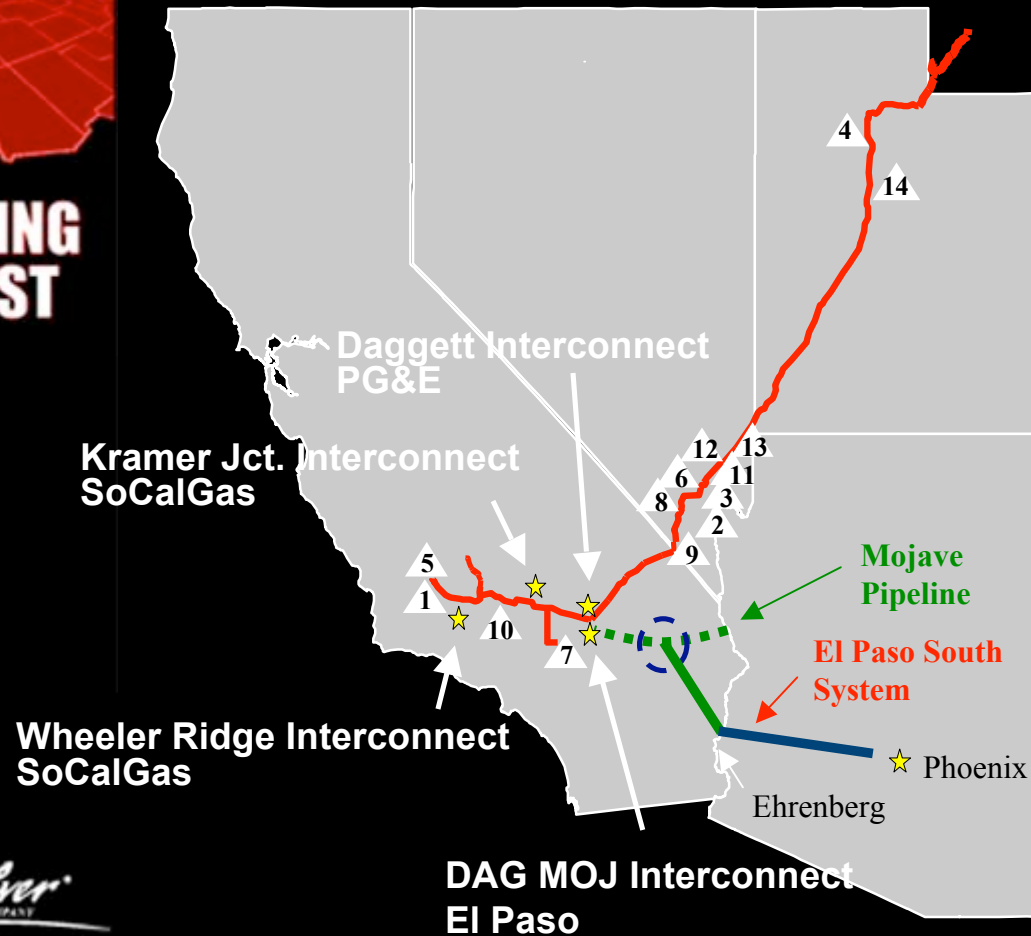 4
14
ING
ST
Daggett Interconnect
PG&E
Kramer Jct. Interconnect
SoCalGas
12
13
6
11
8
3
2
9
5
1
10
7
Mojave
Pipeline
El Paso South
System
Wheeler Ridge Interconnect
SoCalGas
Phoenix
Ehrenberg
DAG MOJ Interconnect
El Paso